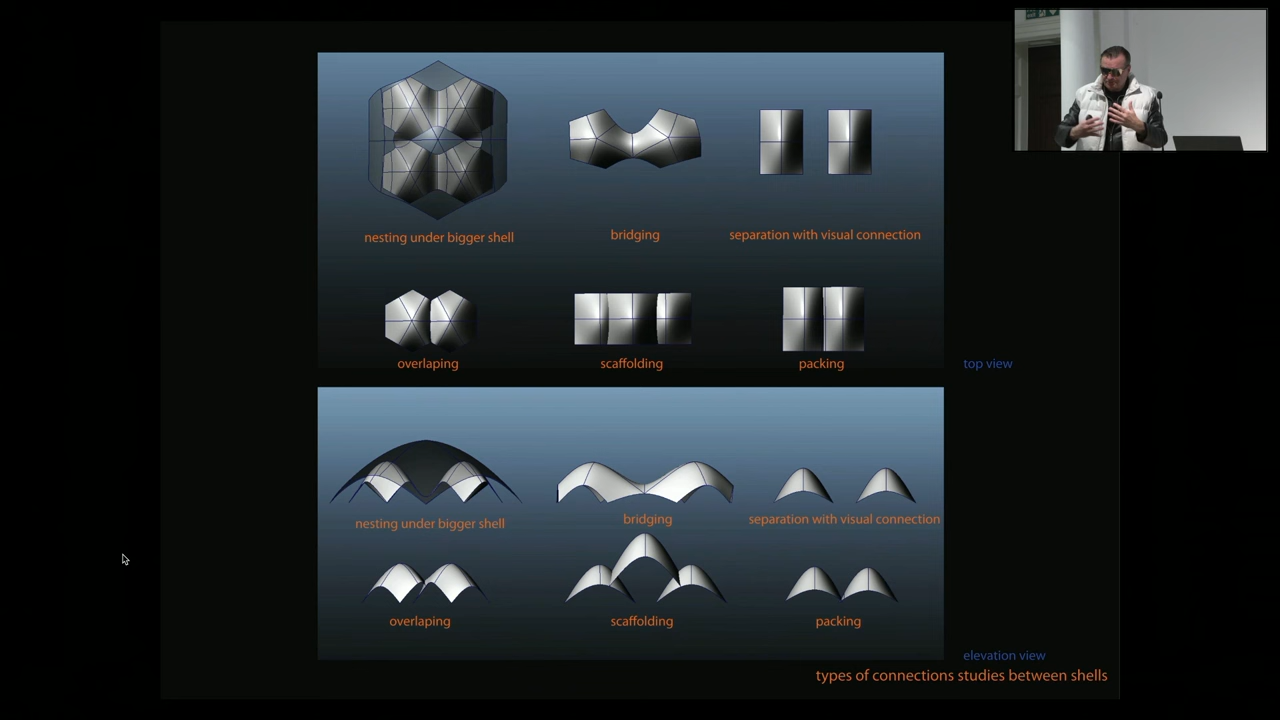 nesting under bigger shell
bridging
separation with visual connection
overlaping
scaffolding
packing
top view
nesting under bigger shell
bridging
separation with visual connection
overlaping
scaffolding
packing
elevation view
types of connections studies between shells